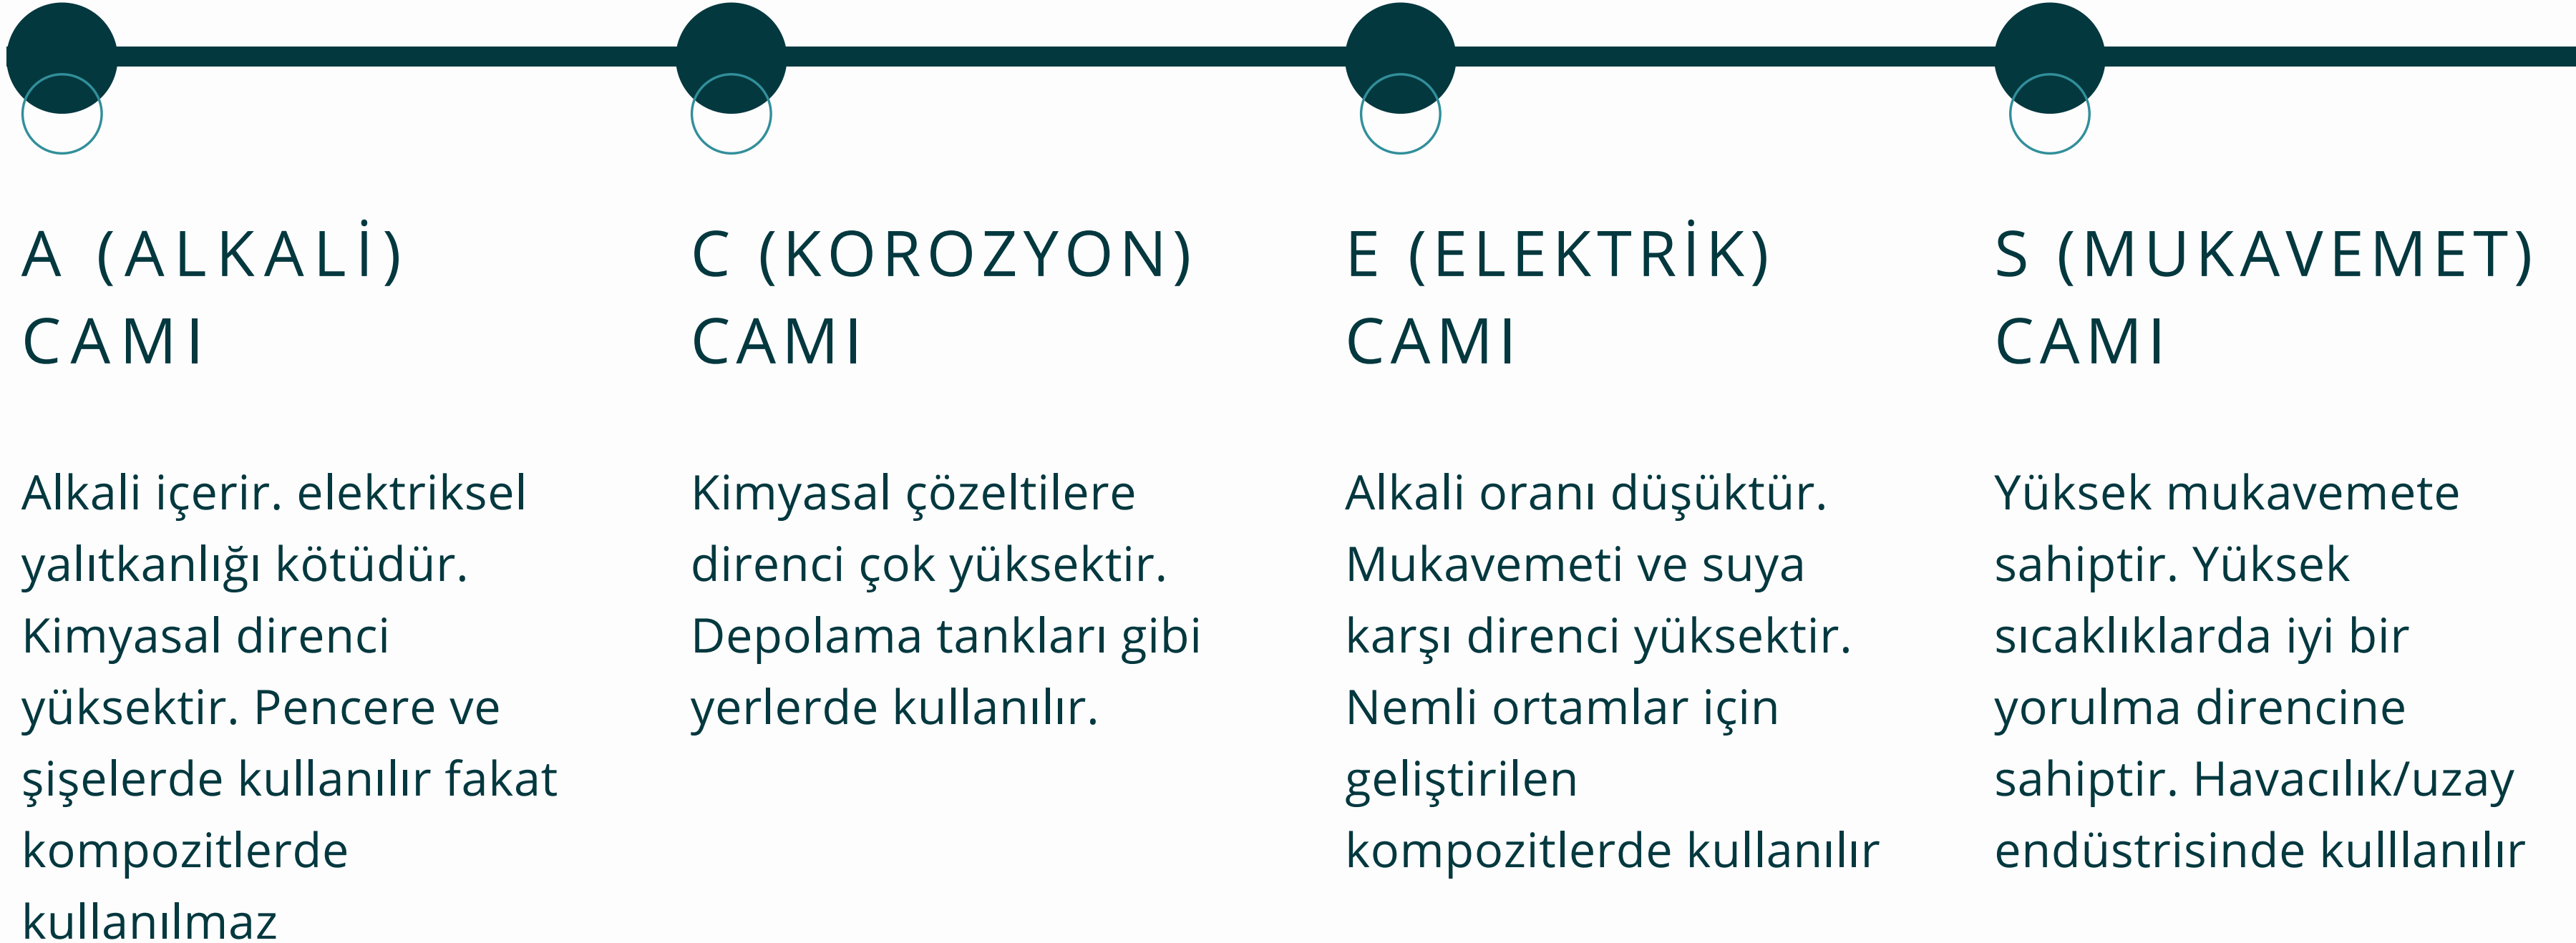 A (ALKALİ)
CAMI
Alkali içerir. elektriksel
yalıtkanlığı kötüdür.
Kimyasal direnci
yüksektir. Pencere ve
şişelerde kullanılır fakat
kompozitlerde
kullanılmaz
C (KOROZYON)
CAMI
Kimyasal çözeltilere
direnci çok yüksektir.
Depolama tankları gibi
yerlerde kullanılır.
E (ELEKTRİK)
CAMI
Alkali oranı düşüktür.
Mukavemeti ve suya
karşı direnci yüksektir.
Nemli ortamlar için
geliştirilen
kompozitlerde kullanılır
S (MUKAVEMET)
CAMI
Yüksek mukavemete
sahiptir. Yüksek
sıcaklıklarda iyi bir
yorulma direncine
sahiptir. Havacılık/uzay
endüstrisinde kulllanılır